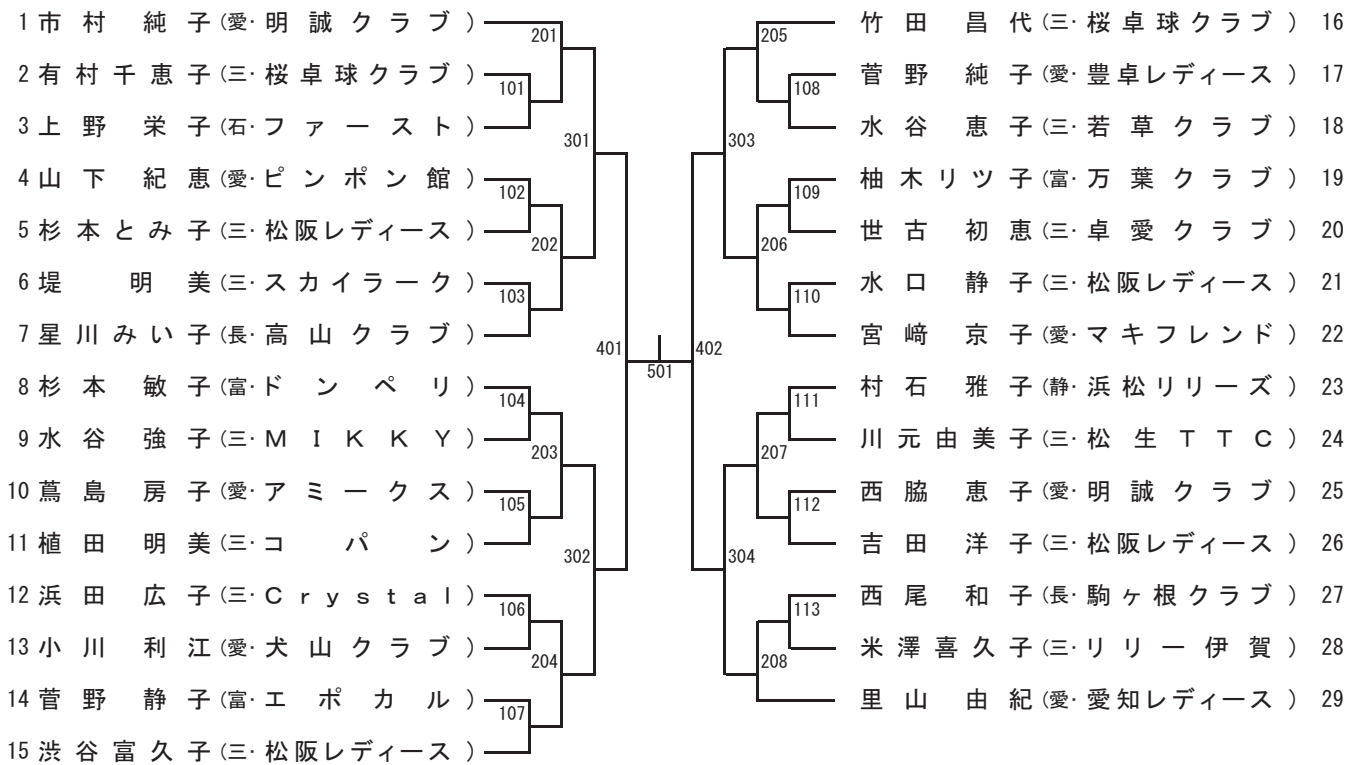 1 市村 純子 (愛・明誠クラブ)
201
2 有村千恵子 (三・桜卓球クラブ)
101
3 上野 栄子 (石・ファースト)
301
4 山下 紀恵 (愛・ピンポン館)
102
5 杉本とみ子 (三・松阪レディース)
202
6 堤 明美 (三・スカイラーク)
103
7 星川みい子 (長・高山クラブ)
401
8 杉本 敏子 (富・ドンペリ)
104
9 水谷 強子 (三・MIKKY)
203
10 蔦島 房子 (愛・アミークス)
105
11 植田 明美 (三・コパン)
302
12 浜田 広子 (三・Crystal)
106
13 小川 利江 (愛・犬山クラブ)
204
14 菅野 静子 (富・エポカル)
107
15 渋谷富久子 (三・松阪レディース)
501
竹田 昌代 (三・桜卓球クラブ) 16
205
菅野 純子 (愛・豊卓レディース) 17
108
水谷 恵子 (三・若草クラブ) 18
303
柚木リツ子 (富・万葉クラブ) 19
109
世古 初恵 (三・卓愛クラブ) 20
206
水口 静子 (三・松阪レディース) 21
110
宮﨑 京子 (愛・マキフレンド) 22
402
村石 雅子 (静・浜松リリーズ) 23
111
川元由美子 (三・松生TTC) 24
207
西脇 恵子 (愛・明誠クラブ) 25
112
吉田 洋子 (三・松阪レディース) 26
304
西尾 和子 (長・駒ヶ根クラブ) 27
113
米澤喜久子 (三・リリー伊賀) 28
208
里山 由紀 (愛・愛知レディース) 29